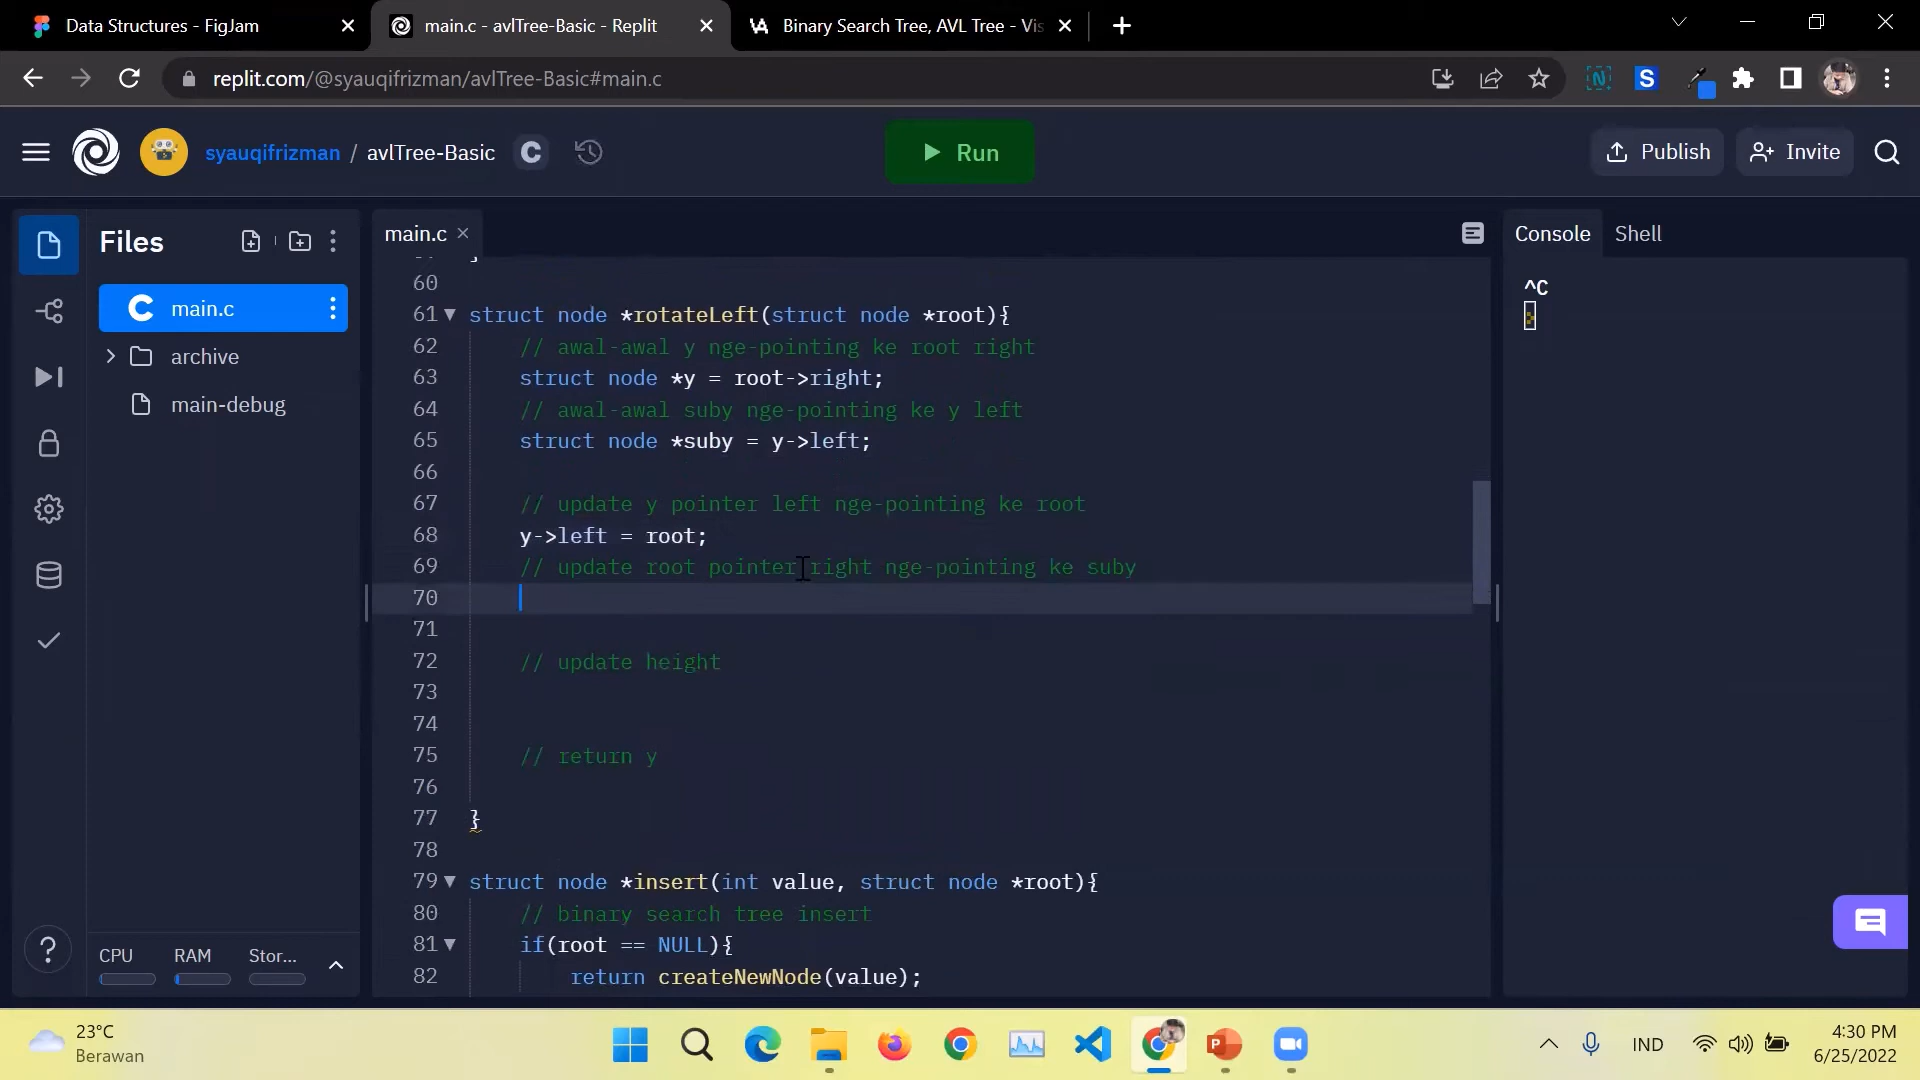 Data Structures - FigJam
main.c - avlTree-Basic - Replit
Binary Search Tree, AVL Tree - Vis
replit.com/@syauqifrizman/avlTree-Basic#main.c
syauqifrizman / avlTree-Basic C
Run
Publish
Invite
Files
main.c
archive
main-debug
CPU RAM Stor...
main.c
60
61 struct node *rotateLeft(struct node *root){
62 // awal-awal y nge-pointing ke root right
63 struct node *y = root->right;
64 // awal-awal suby nge-pointing ke y left
65 struct node *suby = y->left;
66
67 // update y pointer left nge-pointing ke root
68 y->left = root;
69 // update root pointer right nge-pointing ke suby
70
71
72 // update height
73
74
75 // return y
76
77 }
78
79 struct node *insert(int value, struct node *root){
80 // binary search tree insert
81 if(root == NULL){
82 return createNewNode(value);
Console Shell
^C
23°C
Berawan
IND
4:30 PM
6/25/2022